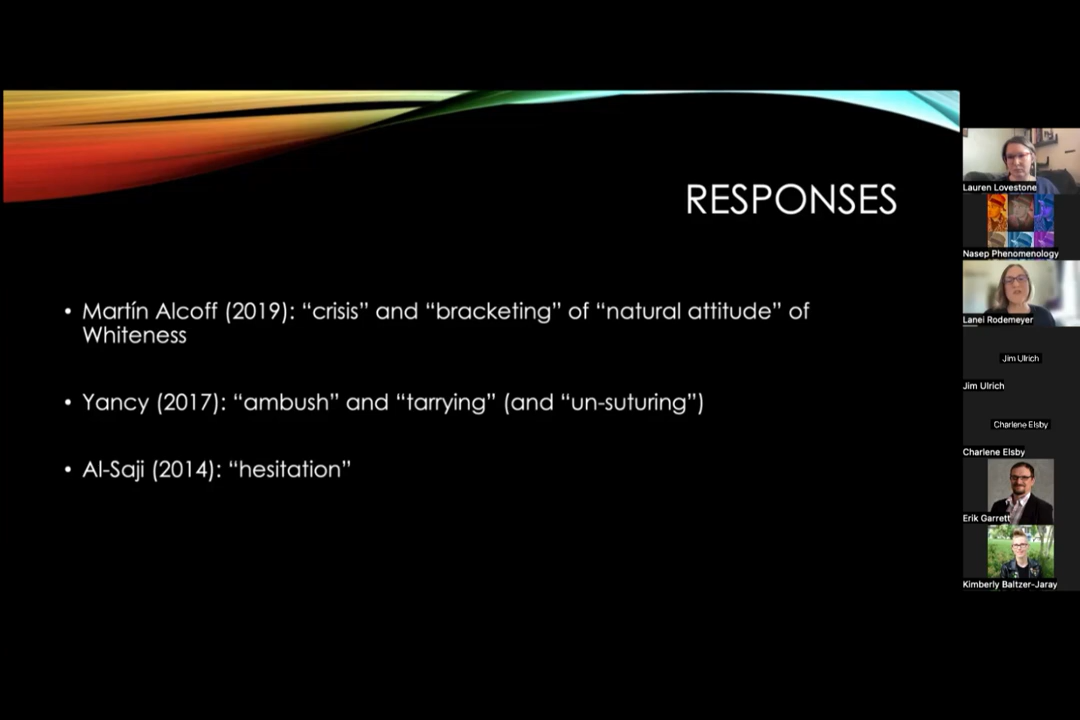 RESPONSES
• Martín Alcoff (2019): “crisis” and “bracketing” of “natural attitude” of
Whiteness
• Yancy (2017): “ambush” and “tarrying” (and “un-suturing”)
• Al-Saji (2014): “hesitation”
Lauren Lovestone
Nasep Phenomenology
Lanei Rodemeyer
Jim Ulrich
Jim Ulrich
Charlene Elsby
Charlene Elsby
Erik Garrett
Kimberly Baltzer-Jaray